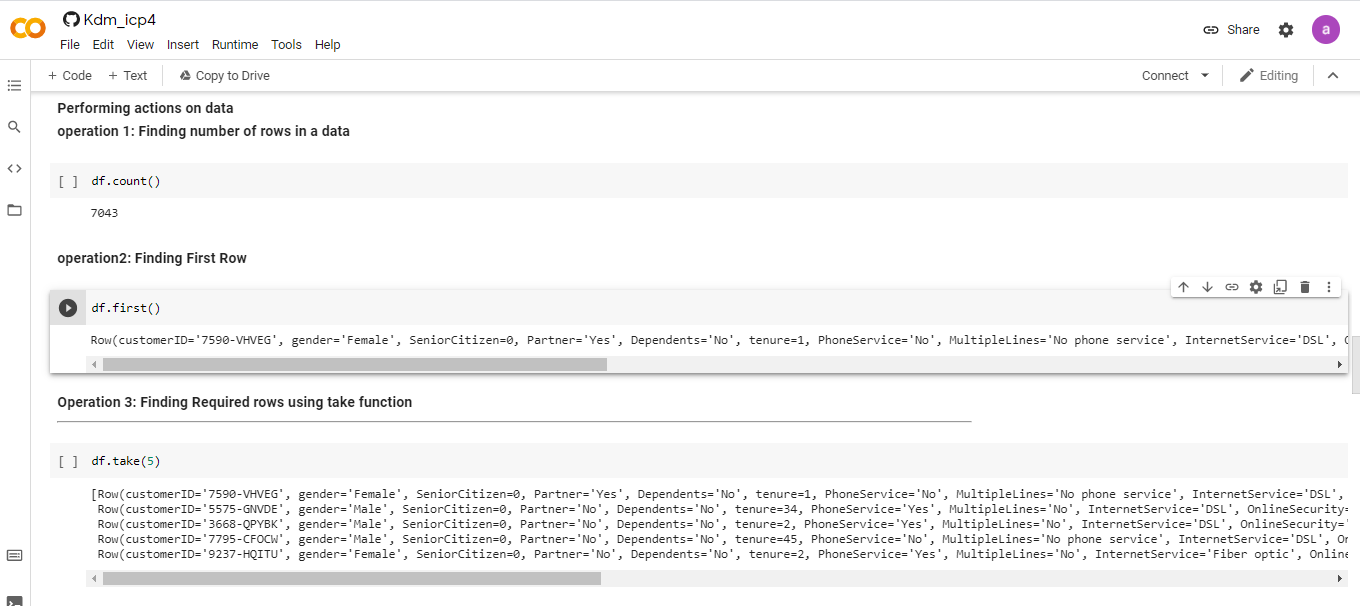 Kdm_icp4
Share
a
File Edit View Insert Runtime Tools Help
+ Code + Text Copy to Drive
Connect
Editing
Performing actions on data
operation 1: Finding number of rows in a data
[ ] df.count()
7043
operation2: Finding First Row
df.first()
Row(customerID='7590-VHVEG', gender='Female', SeniorCitizen=0, Partner='Yes', Dependents='No', tenure=1, PhoneService='No', MultipleLines='No phone service', InternetService='DSL',
Operation 3: Finding Required rows using take function
[ ] df.take(5)
[Row(customerID='7590-VHVEG', gender='Female', SeniorCitizen=0, Partner='Yes', Dependents='No', tenure=1, PhoneService='No', MultipleLines='No phone service', InternetService='DSL',
Row(customerID='5575-GNVDE', gender='Male', SeniorCitizen=0, Partner='No', Dependents='No', tenure=34, PhoneService='Yes', MultipleLines='No', InternetService='DSL', OnlineSecurity=
Row(customerID='3668-QPYBK', gender='Male', SeniorCitizen=0, Partner='No', Dependents='No', tenure=2, PhoneService='Yes', MultipleLines='No', InternetService='DSL', OnlineSecurity='
Row(customerID='7795-CFOCW', gender='Male', SeniorCitizen=0, Partner='No', Dependents='No', tenure=45, PhoneService='No', MultipleLines='No phone service', InternetService='DSL', On
Row(customerID='9237-HQITU', gender='Female', SeniorCitizen=0, Partner='No', Dependents='No', tenure=2, PhoneService='Yes', MultipleLines='No', InternetService='Fiber optic', Online